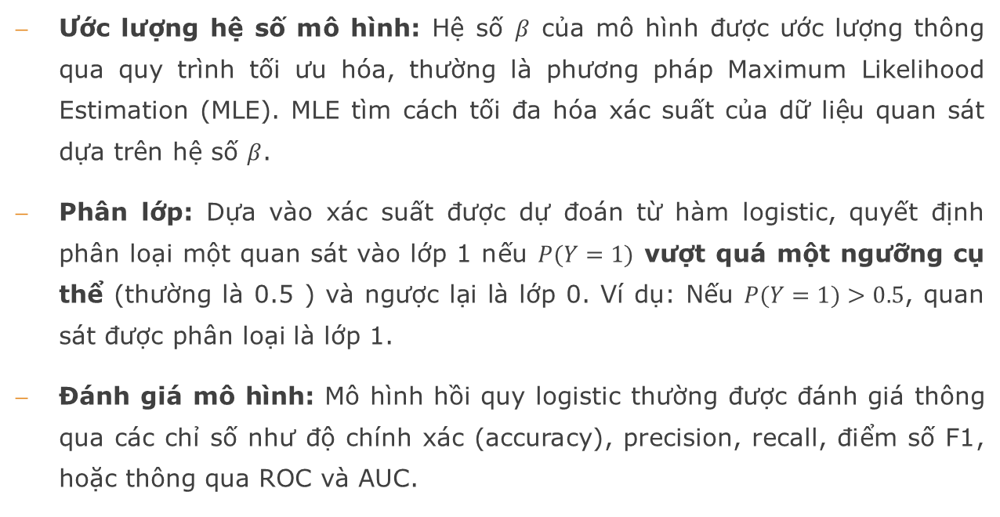 – Ước lượng hệ số mô hình: Hệ số β của mô hình được ước lượng thông
qua quy trình tối ưu hóa, thường là phương pháp Maximum Likelihood
Estimation (MLE). MLE tìm cách tối đa hóa xác suất của dữ liệu quan sát
dựa trên hệ số β.
– Phân lớp: Dựa vào xác suất được dự đoán từ hàm logistic, quyết định
phân loại một quan sát vào lớp 1 nếu P(Y = 1) vượt quá một ngưỡng cụ
thể (thường là 0.5 ) và ngược lại là lớp 0. Ví dụ: Nếu P(Y = 1) > 0.5, quan
sát được phân loại là lớp 1.
– Đánh giá mô hình: Mô hình hồi quy logistic thường được đánh giá thông
qua các chỉ số như độ chính xác (accuracy), precision, recall, điểm số F1,
hoặc thông qua ROC và AUC.